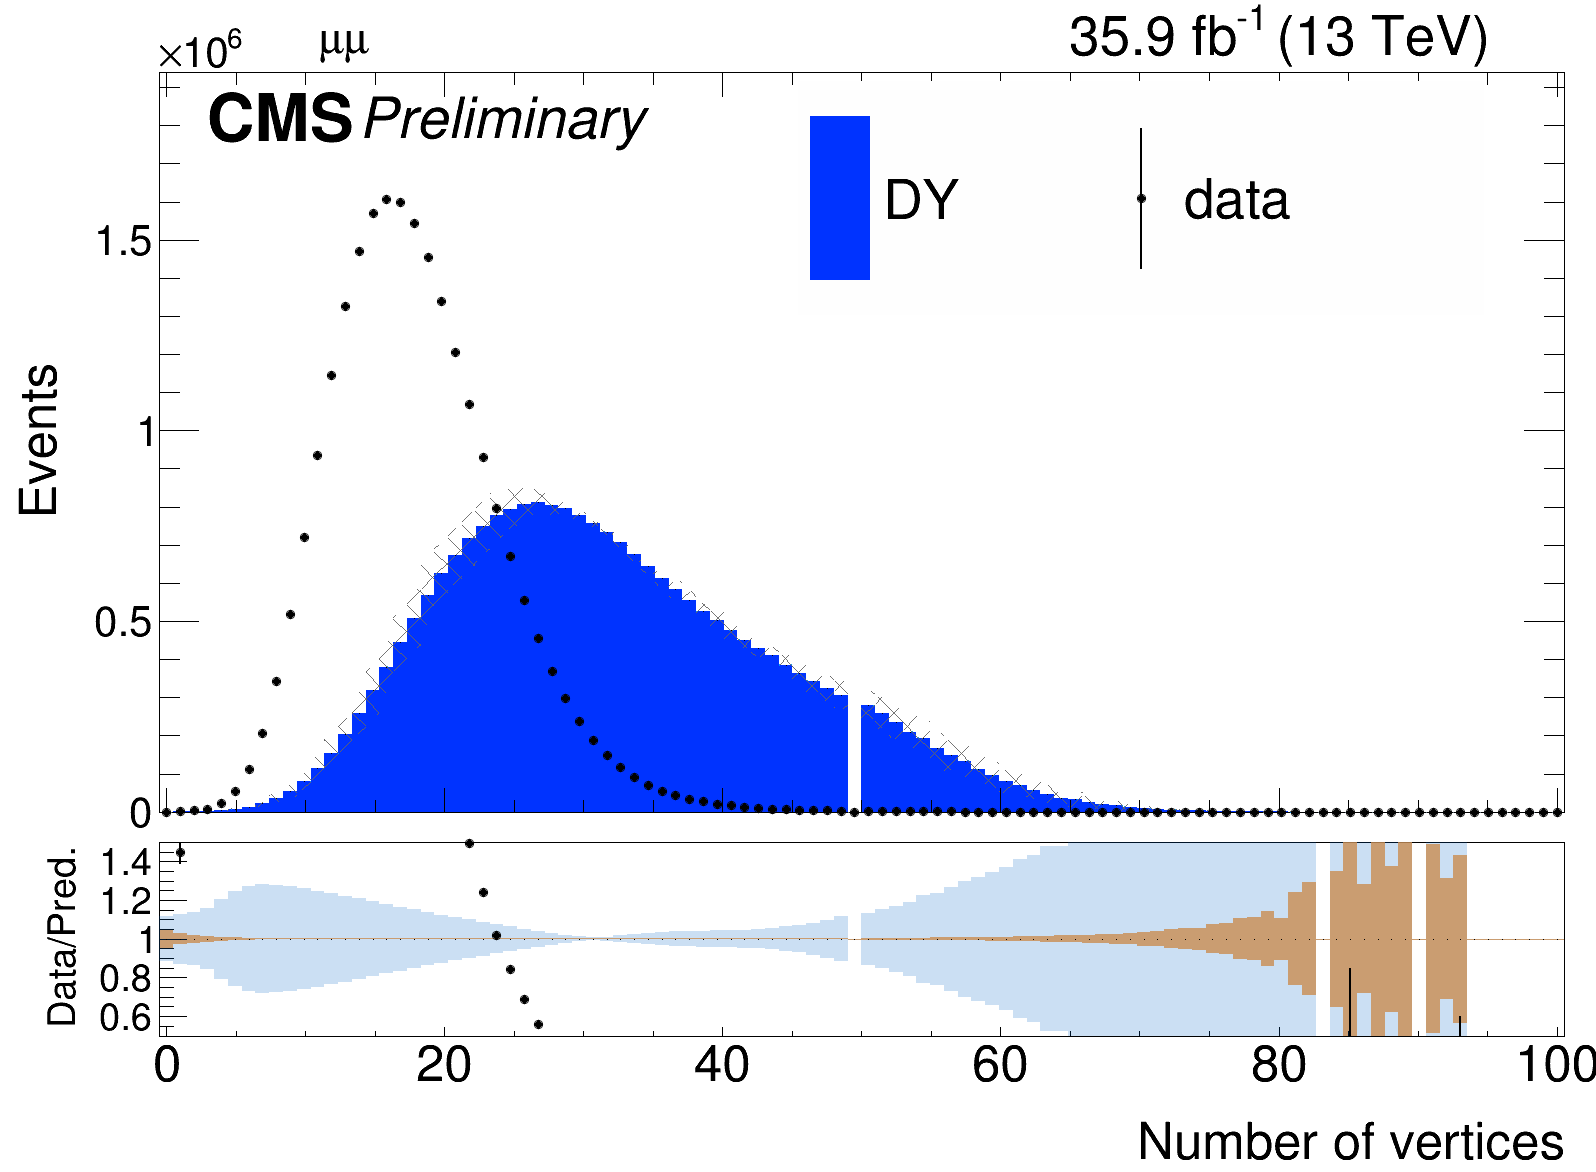 ×10⁶ μμ 35.9 fb⁻¹ (13 TeV)
CMS Preliminary
DY data
1.5
1
0.5
0
Events
1.4
1.2
1
0.8
0.6
Data/Pred.
0 20 40 60 80 100
Number of vertices